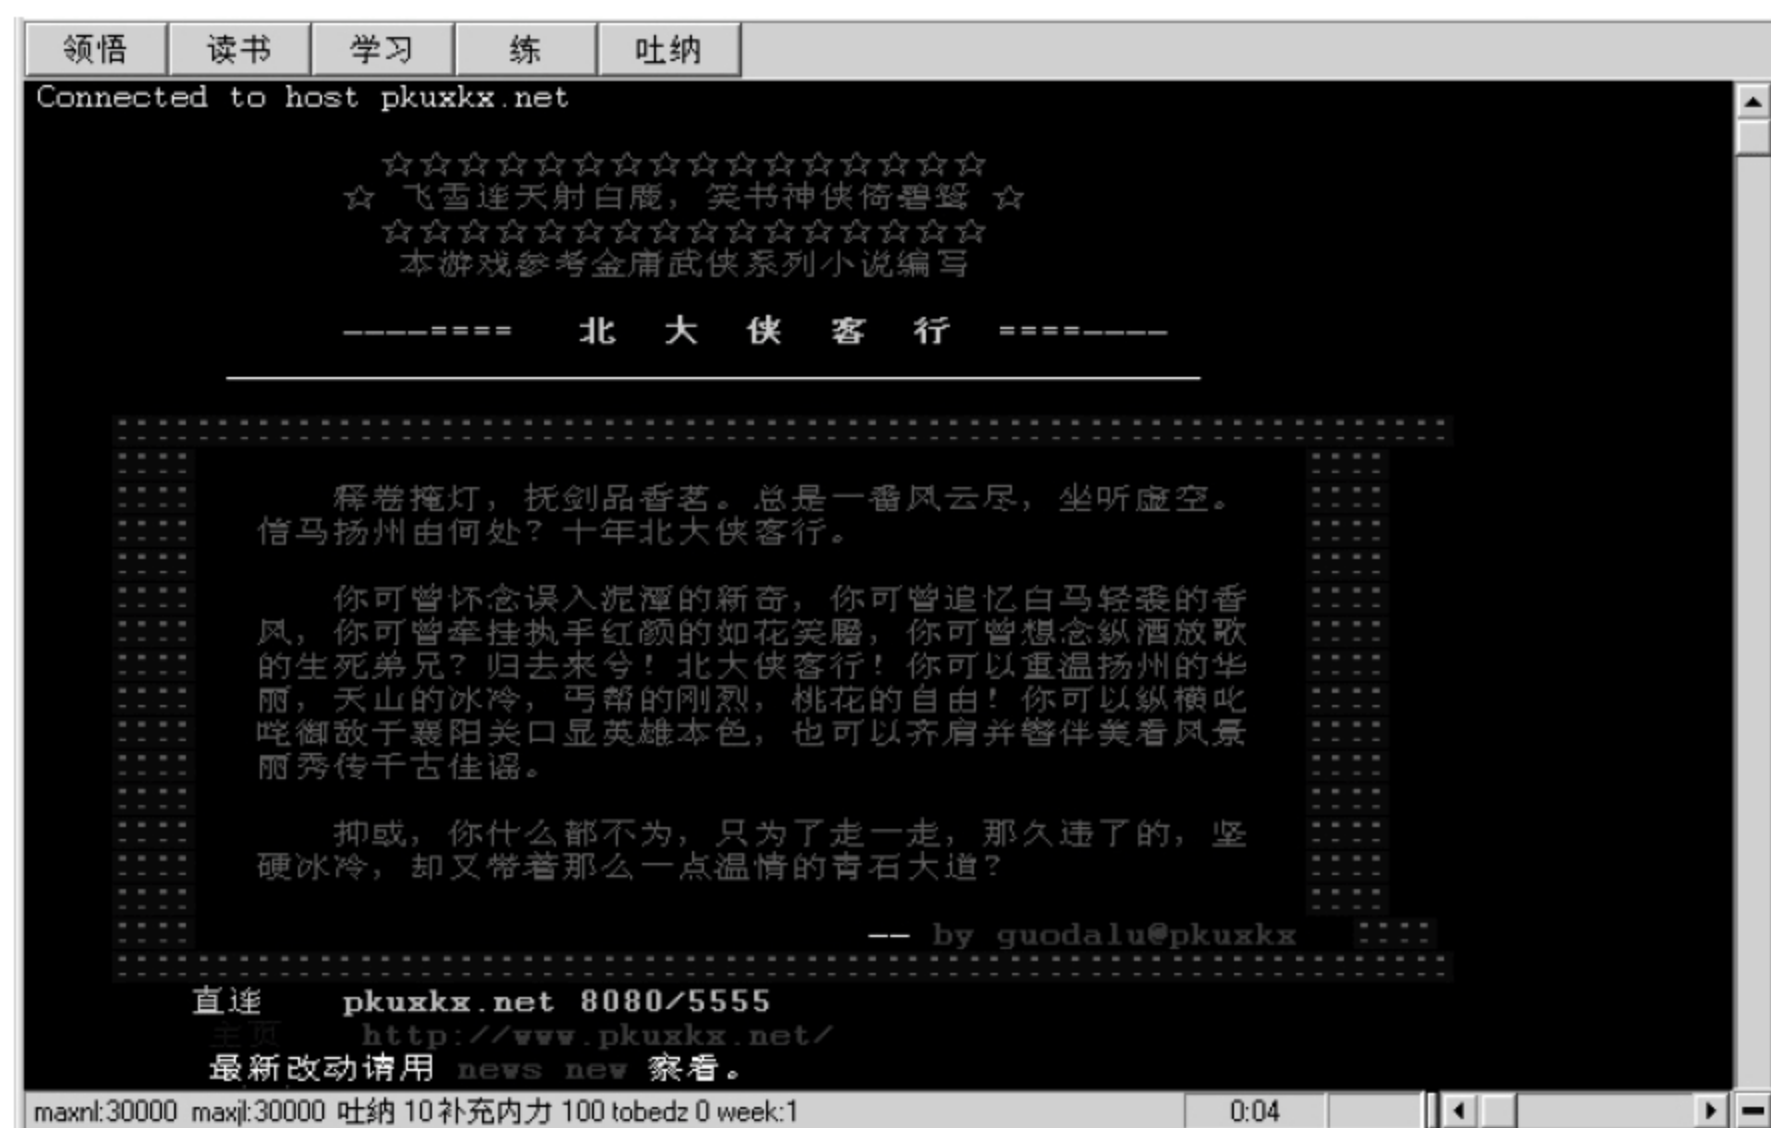 领悟 读书 学习 练 吐纳
Connected to host pkuxkx.net
☆☆☆☆☆☆☆☆☆☆☆☆☆☆☆☆
☆ 飞雪连天射白鹿，笑书神侠倚碧鸳 ☆
☆☆☆☆☆☆☆☆☆☆☆☆☆☆☆☆
本游戏参考金庸武侠系列小说编写
----==== 北 大 侠 客 行 ====----
释卷掩灯，抚剑品香茗。总是一番风云尽，坐听虚空。
信马扬州由何处？十年北大侠客行。
你可曾怀念误入泥潭的新奇，你可曾追忆白马轻裘的香
风，你可曾牵挂执手红颜的如花笑靥，你可曾想念纵酒放歌
的生死弟兄？归去来兮！北大侠客行！你可以重温扬州的华
丽，天山的冰冷，丐帮的刚烈，桃花的自由！你可以纵横叱
咤御敌于襄阳关口显英雄本色，也可以齐肩并辔伴美看风景
丽秀传千古佳谣。
抑或，你什么都不为，只为了走一走，那久违了的，坚
硬冰冷，却又带着那么一点温情的青石大道？
-- by guodalu@pkuxkx
直连 pkuxkx.net 8080/5555
主页 http://www.pkuxkx.net/
最新改动请用 news new 察看。
maxnl:30000 maxjl:30000 吐纳 10 补充内力 100 tobedz 0 week:1 0:04